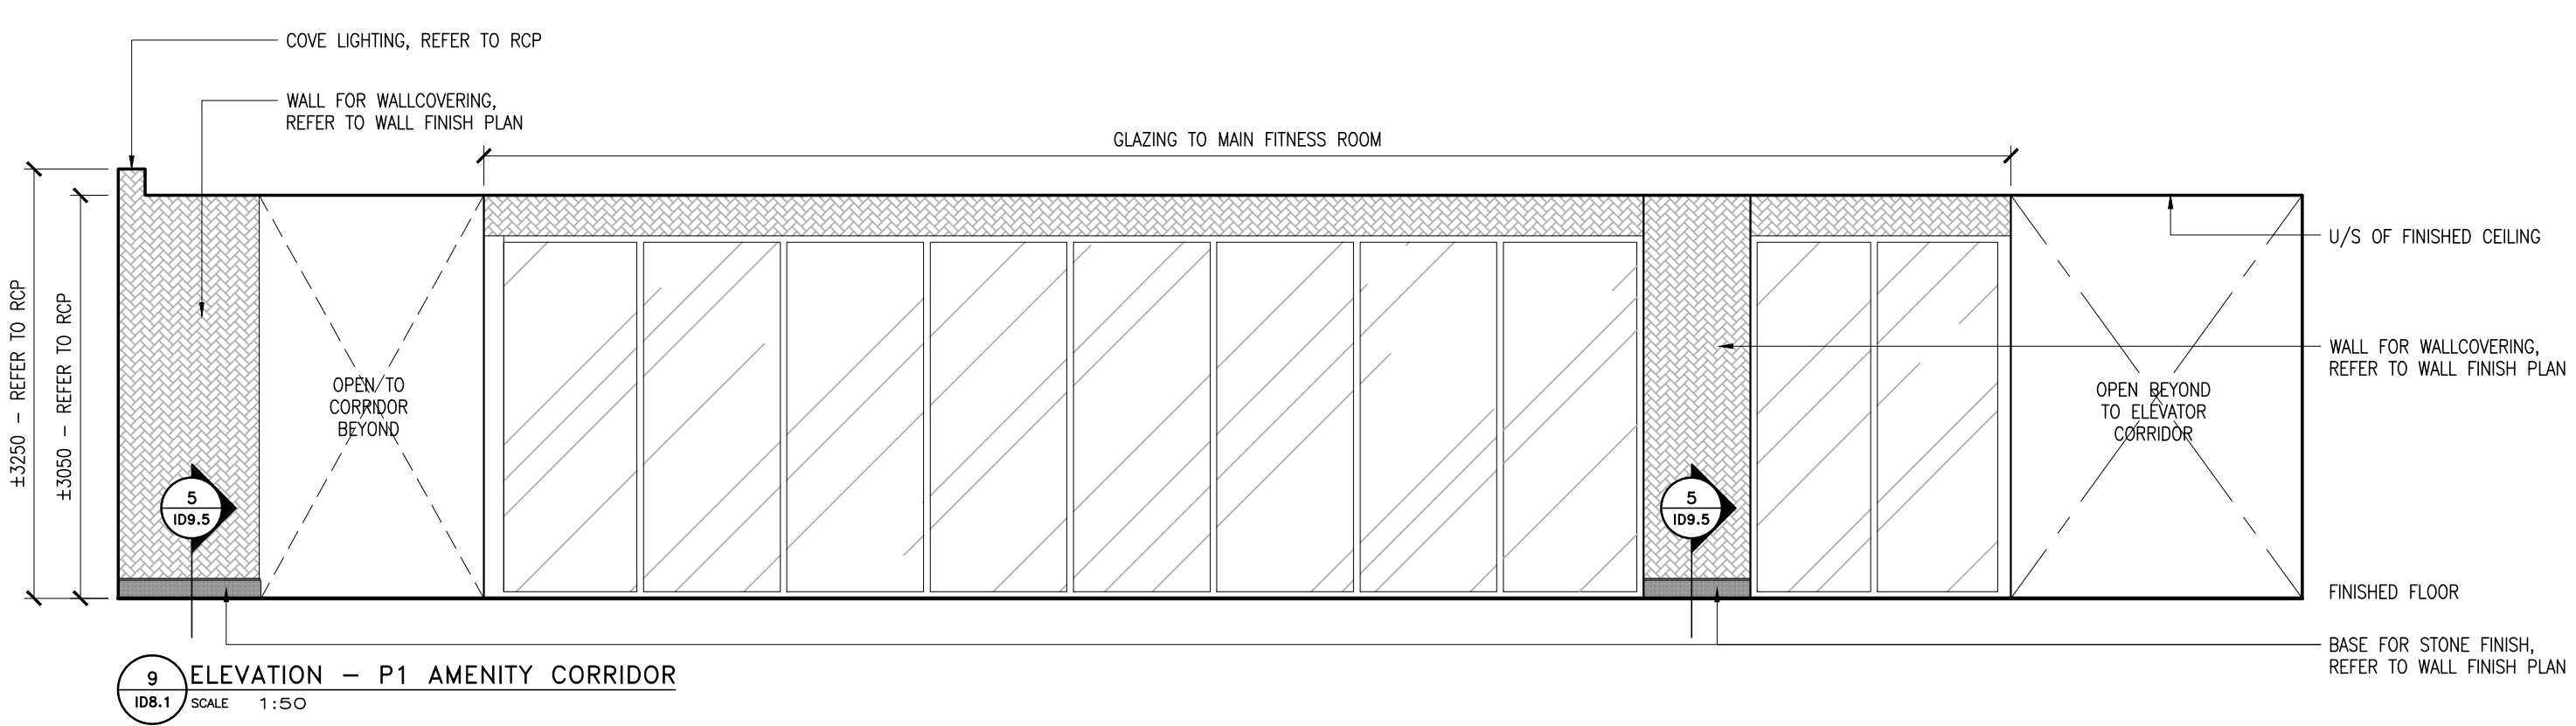 COVE LIGHTING, REFER TO RCP
WALL FOR WALLCOVERING,
REFER TO WALL FINISH PLAN
GLAZING TO MAIN FITNESS ROOM
±3250 - REFER TO RCP
±3050 - REFER TO RCP
OPEN TO
CORRIDOR
BEYOND
5
ID9.5
5
ID9.5
OPEN BEYOND
TO ELEVATOR
CORRIDOR
U/S OF FINISHED CEILING
WALL FOR WALLCOVERING,
REFER TO WALL FINISH PLAN
FINISHED FLOOR
BASE FOR STONE FINISH,
REFER TO WALL FINISH PLAN
9
ID8.1
ELEVATION - P1 AMENITY CORRIDOR
SCALE 1:50